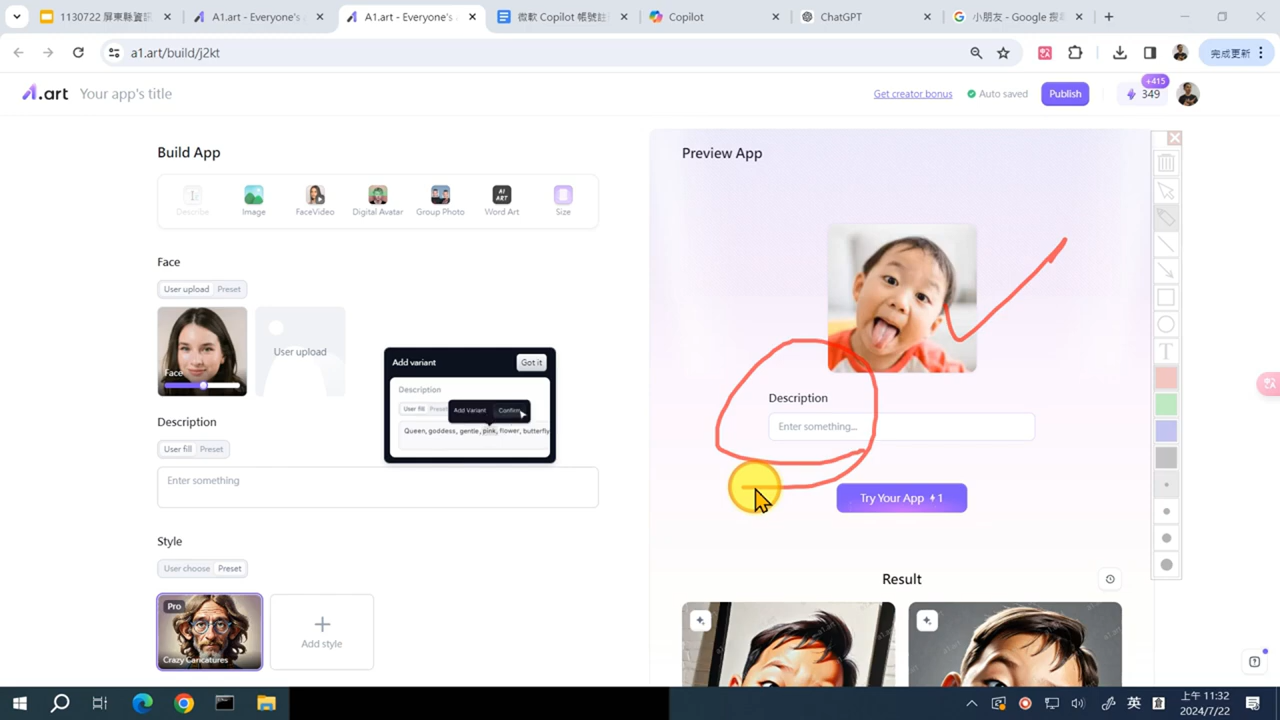 1130722 屏東縣資訊
A1.art - Everyone's
A1.art - Everyone's
微軟 Copilot 帳號註
Copilot
ChatGPT
小朋友 - Google 搜尋
a1.art/build/j2kt
完成更新
A.art
Your app's title
Get creator bonus
Auto saved
Publish
+415
349
Build App
Preview App
Describe
Image
FaceVideo
Digital Avatar
Group Photo
AI ART
Word Art
Size
Face
User upload
Preset
Face
User upload
Add variant
Got it
Description
User fill
Add Variant
Confirm
Queen, goddess, gentle, pink, flower, butterfly
Description
User fill
Preset
Enter something
Description
Enter something...
Try Your App 1
Style
User choose
Preset
Pro
Crazy Caricatures
Add style
Result
T
英
上午 11:32
2024/7/22